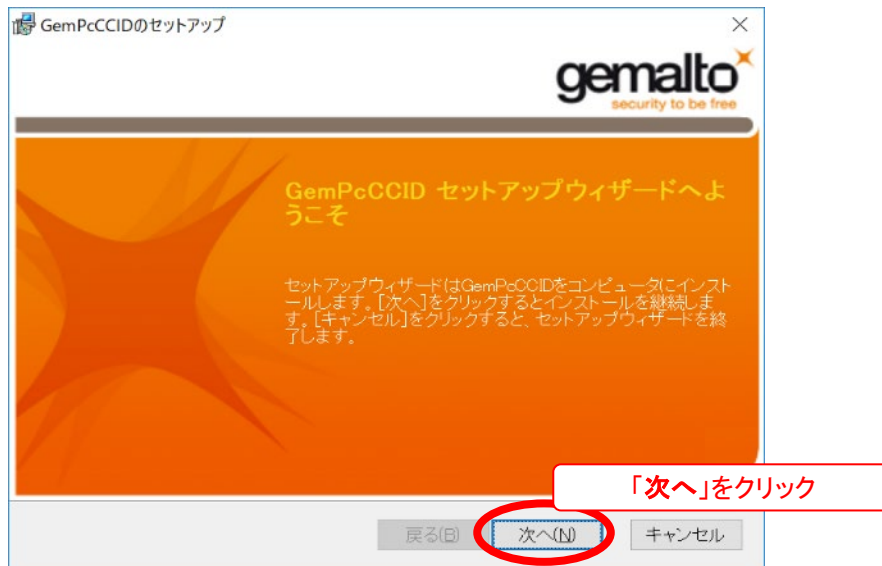 GemPcCCIDのセットアップ
gemalto
security to be free
GemPcCCID セットアップウィザードへよ
うこそ
セットアップウィザードはGemPcCCIDをコンピュータにインスト
ールします。[次へ]をクリックするとインストールを継続しま
す。[キャンセル]をクリックすると、セットアップウィザードを終
了します。
「次へ」をクリック
戻る(B) 次へ(N) キャンセル